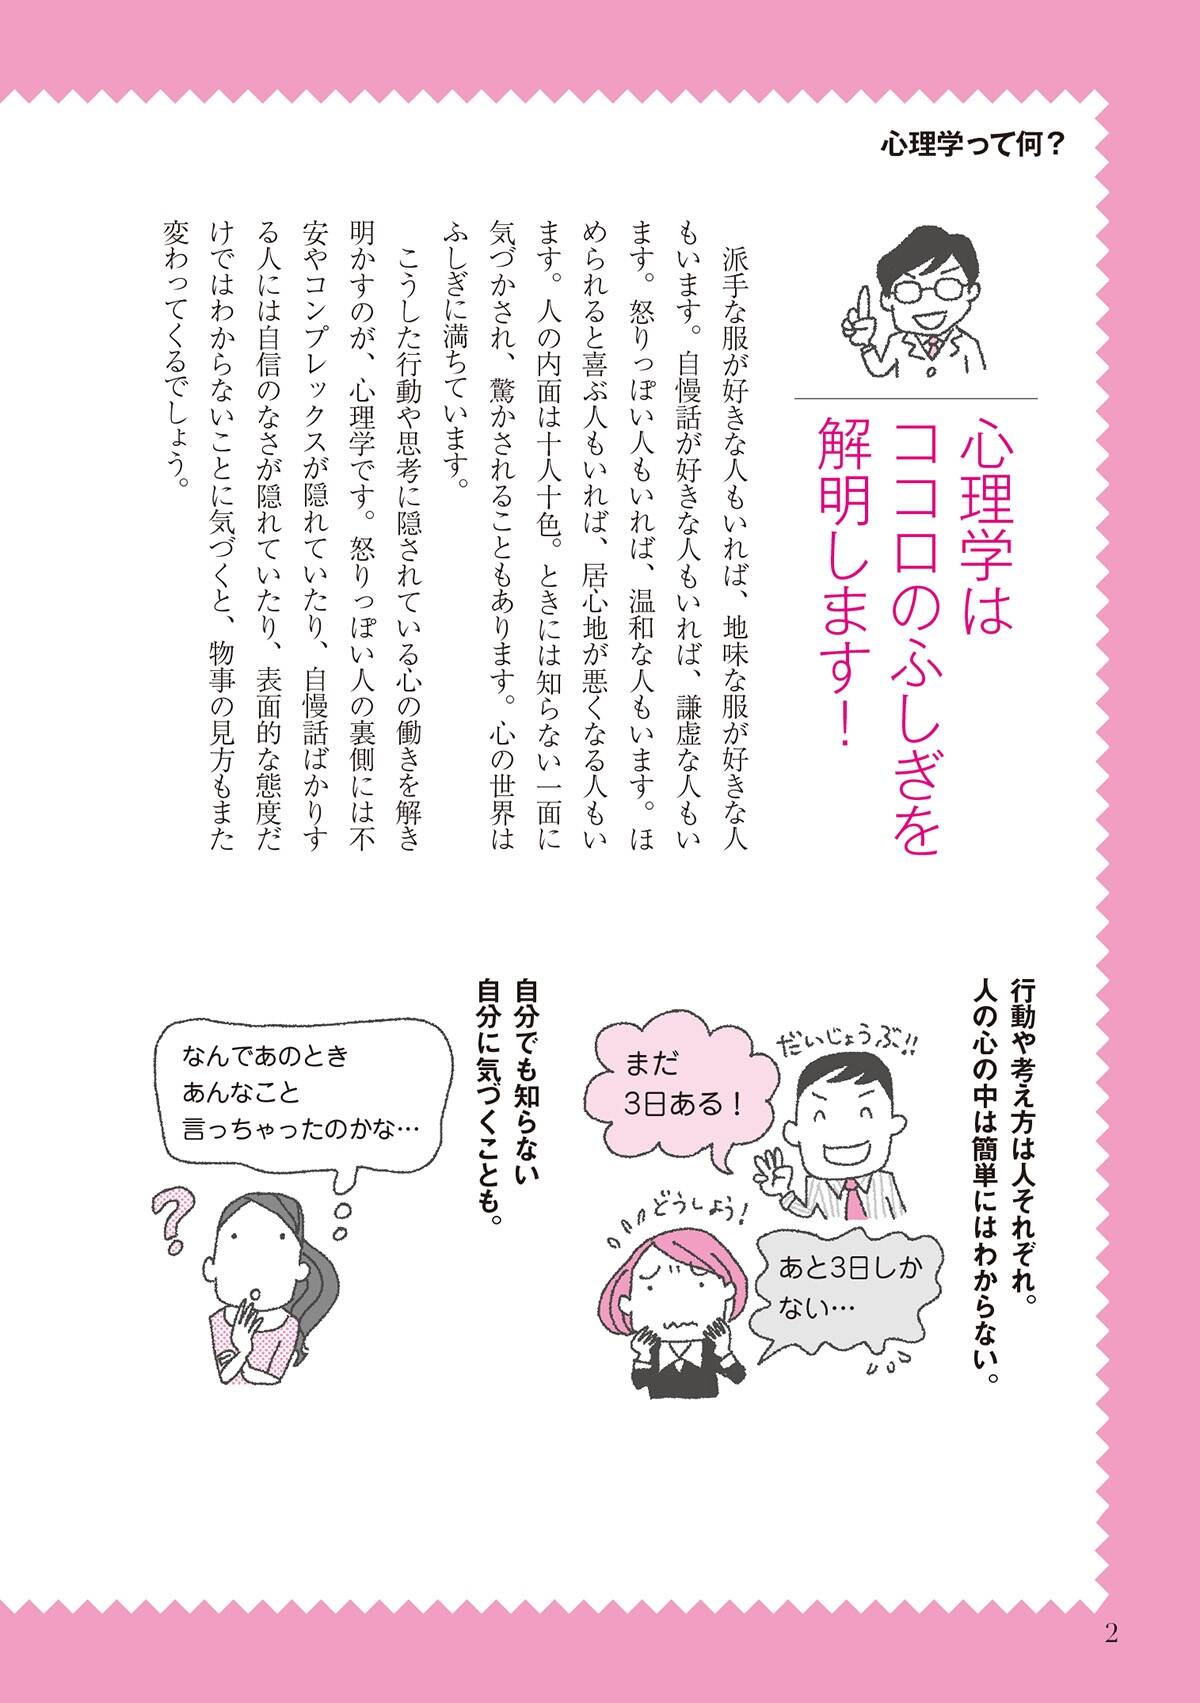 心理学って何？
心理学は
ココロのふしぎを
解明します！
派手な服が好きな人もいれば、地味な服が好きな人
もいます。自慢話が好きな人もいれば、謙虚な人もい
ます。怒りっぽい人もいれば、温和な人もいます。ほ
められると喜ぶ人もいれば、居心地が悪くなる人もい
ます。人の内面は十人十色。ときには知らない一面に
気づかされ、驚かされることもあります。心の世界は
ふしぎに満ちています。
こうした行動や思考に隠されている心の働きを解き
明かすのが、心理学です。怒りっぽい人の裏側には不
安やコンプレックスが隠れていたり、自慢話ばかりす
る人には自信のなさが隠れていたり、表面的な態度だ
けではわからないことに気づくと、物事の見方もまた
変わってくるでしょう。
行動や考え方は人それぞれ。
人の心の中は簡単にはわからない。
だいじょうぶ!!
まだ
3日ある！
どうしよう！
あと3日しか
ない…
自分でも知らない
自分に気づくことも。
なんであのとき
あんなこと
言っちゃったのかな…
?
2